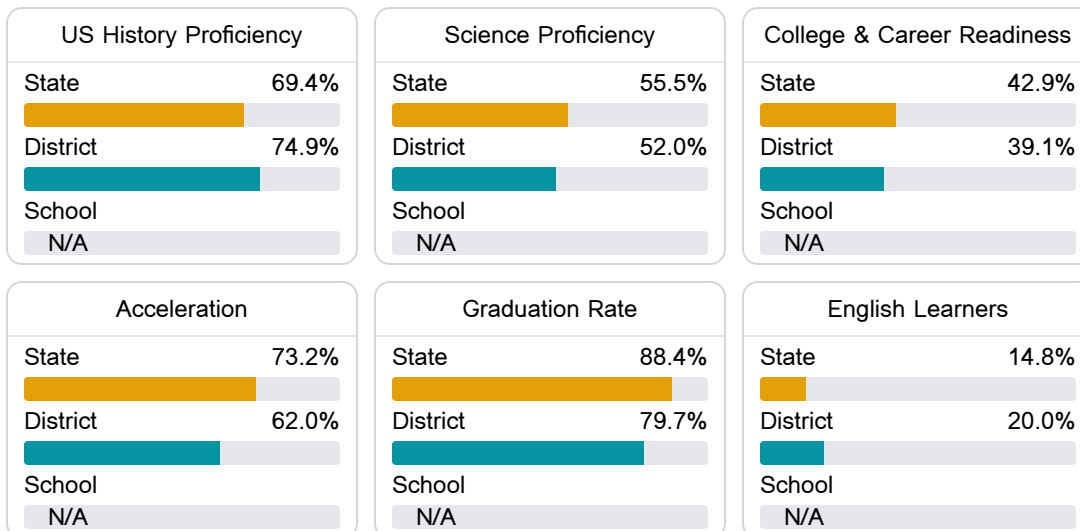 US History Proficiency
State 69.4%
District 74.9%
School
N/A
Science Proficiency
State 55.5%
District 52.0%
School
N/A
College & Career Readiness
State 42.9%
District 39.1%
School
N/A
Acceleration
State 73.2%
District 62.0%
School
N/A
Graduation Rate
State 88.4%
District 79.7%
School
N/A
English Learners
State 14.8%
District 20.0%
School
N/A